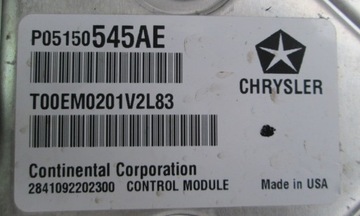 P05150545AE
CHRYSLER
T00EM0201V2L83
Continental Corporation
2841092202300 CONTROL MODULE Made in USA